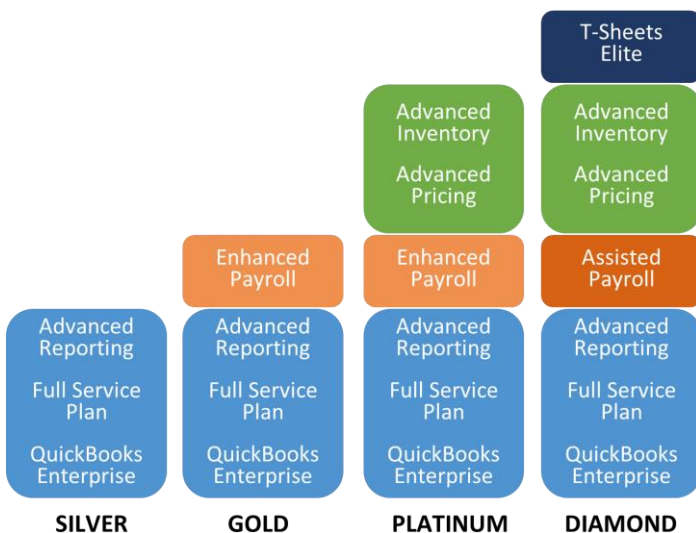 T-Sheets
Elite
Advanced
Inventory
Advanced
Pricing
Advanced
Inventory
Advanced
Pricing
Enhanced
Payroll
Enhanced
Payroll
Assisted
Payroll
Advanced
Reporting
Full Service
Plan
QuickBooks
Enterprise
Advanced
Reporting
Full Service
Plan
QuickBooks
Enterprise
Advanced
Reporting
Full Service
Plan
QuickBooks
Enterprise
Advanced
Reporting
Full Service
Plan
QuickBooks
Enterprise
SILVER
GOLD
PLATINUM
DIAMOND